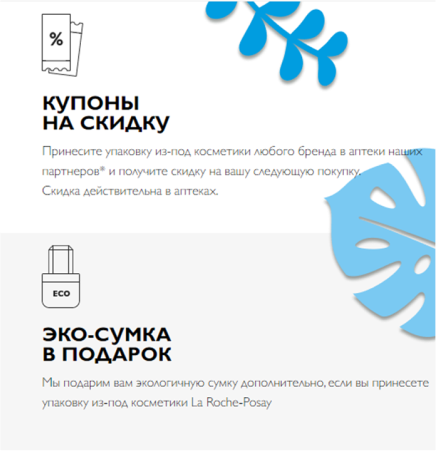 %
КУПОНЫ
НА СКИДКУ
Принесите упаковку из-под косметики любого бренда в аптеки наших
партнеров* и получите скидку на вашу следующую покупку.
Скидка действительна в аптеках.
ECO
ЭКО-СУМКА
В ПОДАРОК
Мы подарим вам экологичную сумку дополнительно, если вы принесете
упаковку из-под косметики La Roche-Posay